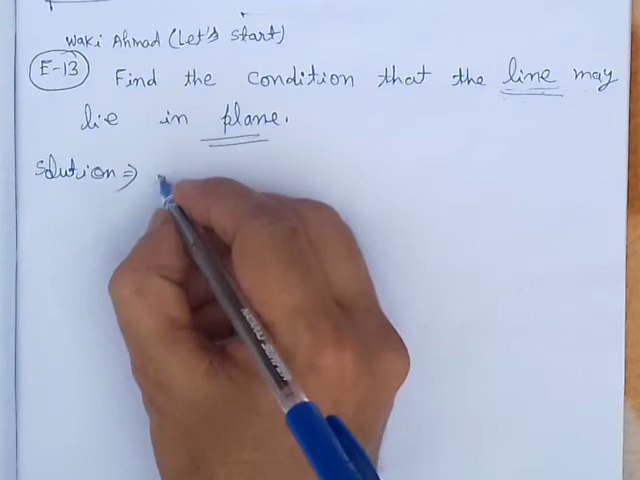 Waki Ahmad (Let's start)
E-13 Find the condition that the line may
lie in plane.
Solution ⇒